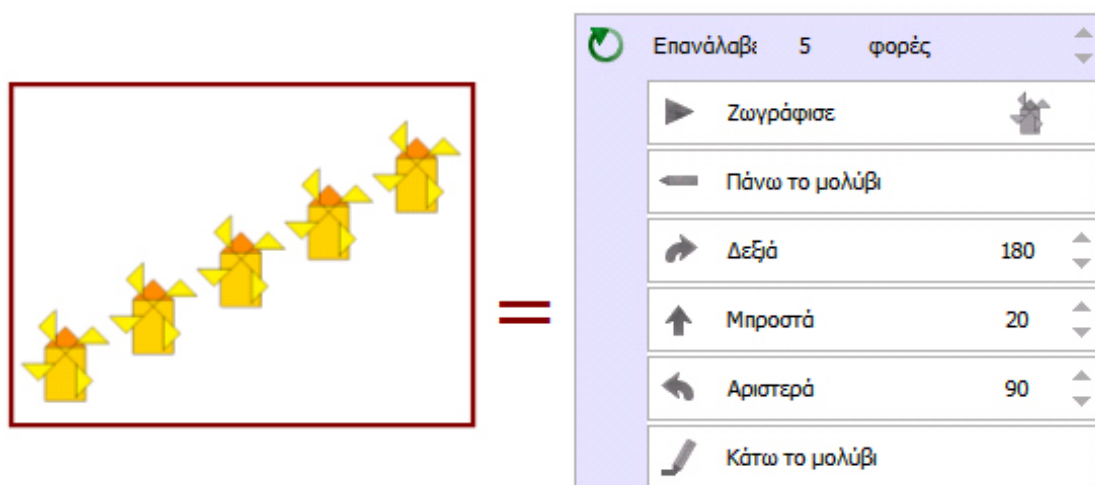 Επανάλαβε 5 φορές
Ζωγράφισε
Πάνω το μολύβι
Δεξιά 180
=
Μπροστά 20
Αριστερά 90
Κάτω το μολύβι